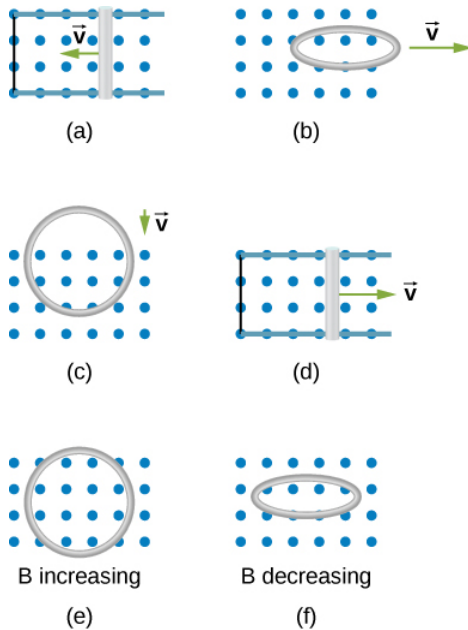 v
v
(a)
(b)
v
v
(c)
(d)
B increasing
B decreasing
(e)
(f)